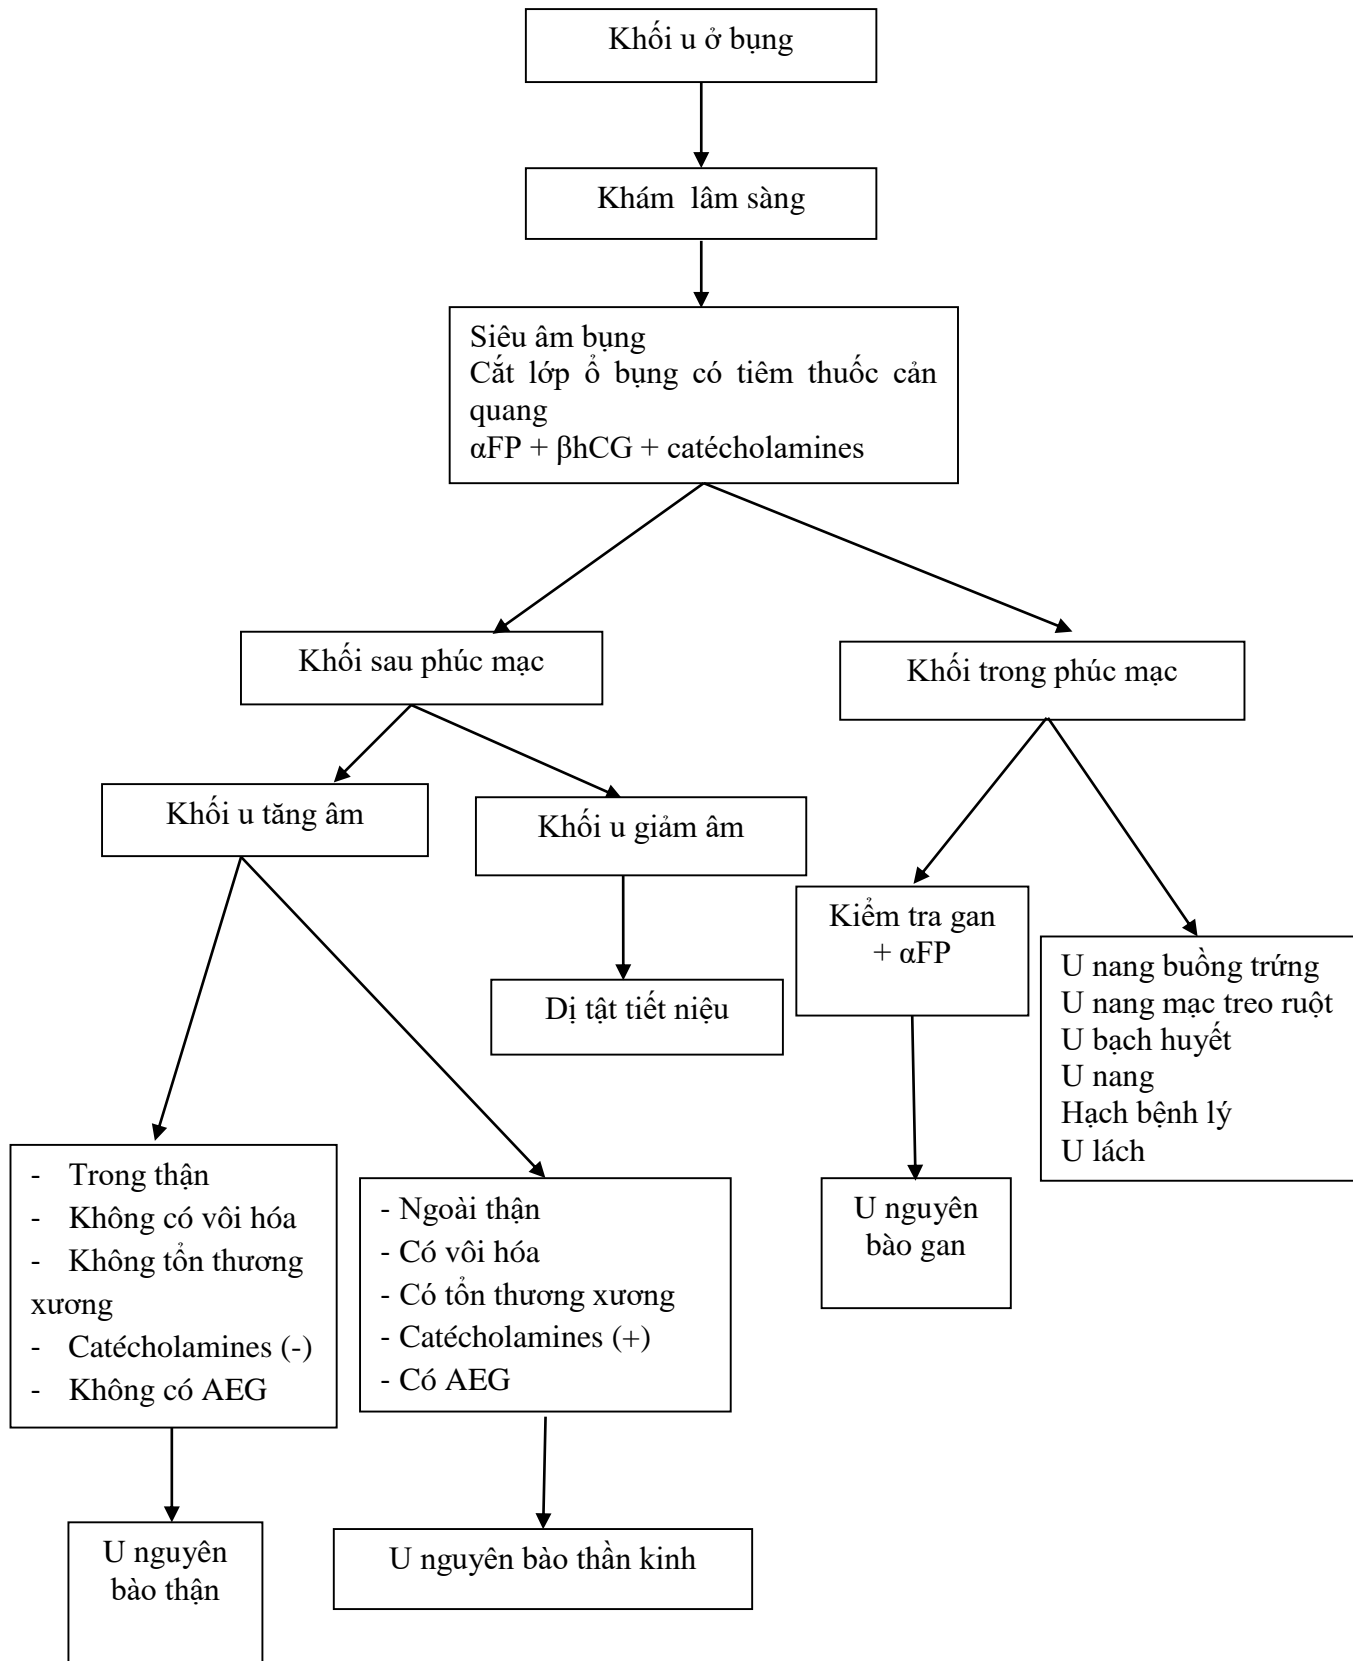 Khối u ở bụng
Khám lâm sàng
Siêu âm bụng
Cắt lớp ổ bụng có tiêm thuốc cản
quang
αFP + βhCG + catécholamines
Khối sau phúc mạc
Khối trong phúc mạc
Khối u tăng âm
Khối u giảm âm
Kiểm tra gan
+ αFP
U nang buồng trứng
U nang mạc treo ruột
U bạch huyết
U nang
Hạch bệnh lý
U lách
Dị tật tiết niệu
- Trong thận
- Không có vôi hóa
- Không tổn thương
xương
- Catécholamines (-)
- Không có AEG
- Ngoài thận
- Có vôi hóa
- Có tổn thương xương
- Catécholamines (+)
- Có AEG
U nguyên
bào gan
U nguyên
bào thận
U nguyên bào thần kinh